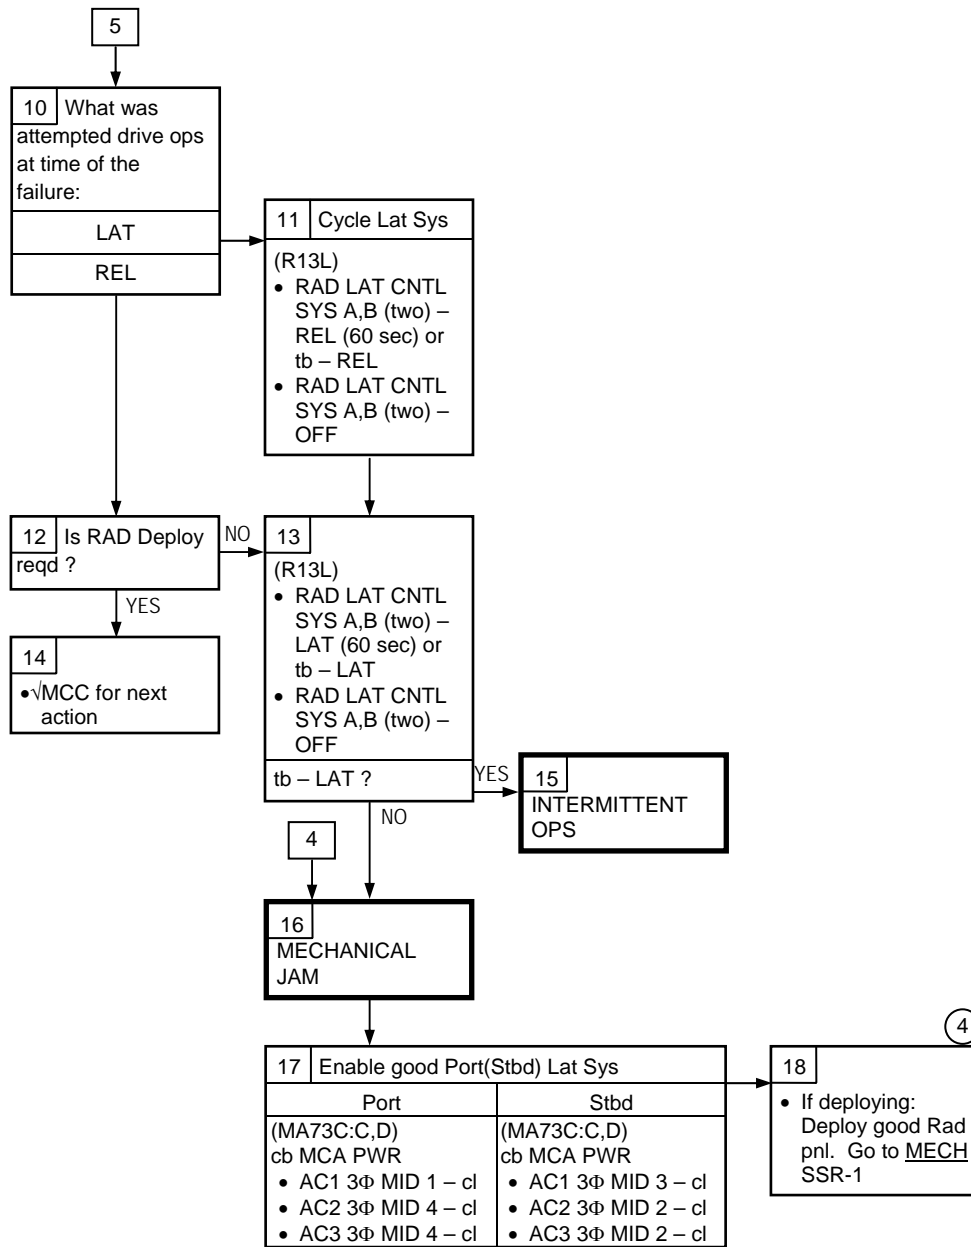 5
10 What was
attempted drive ops
at time of the
failure:
LAT
REL
11 Cycle Lat Sys
(R13L)
• RAD LAT CNTL
SYS A,B (two) –
REL (60 sec) or
tb – REL
• RAD LAT CNTL
SYS A,B (two) –
OFF
12 Is RAD Deploy
reqd ?
NO
YES
13
(R13L)
• RAD LAT CNTL
SYS A,B (two) –
LAT (60 sec) or
tb – LAT
• RAD LAT CNTL
SYS A,B (two) –
OFF
tb – LAT ?
YES
NO
14
•√MCC for next
action
15
INTERMITTENT
OPS
4
16
MECHANICAL
JAM
17 Enable good Port(Stbd) Lat Sys
Port
(MA73C:C,D)
cb MCA PWR
• AC1 3Φ MID 1 – cl
• AC2 3Φ MID 4 – cl
• AC3 3Φ MID 4 – cl
Stbd
(MA73C:C,D)
cb MCA PWR
• AC1 3Φ MID 3 – cl
• AC2 3Φ MID 2 – cl
• AC3 3Φ MID 2 – cl
4
18
• If deploying:
Deploy good Rad
pnl. Go to MECH
SSR-1